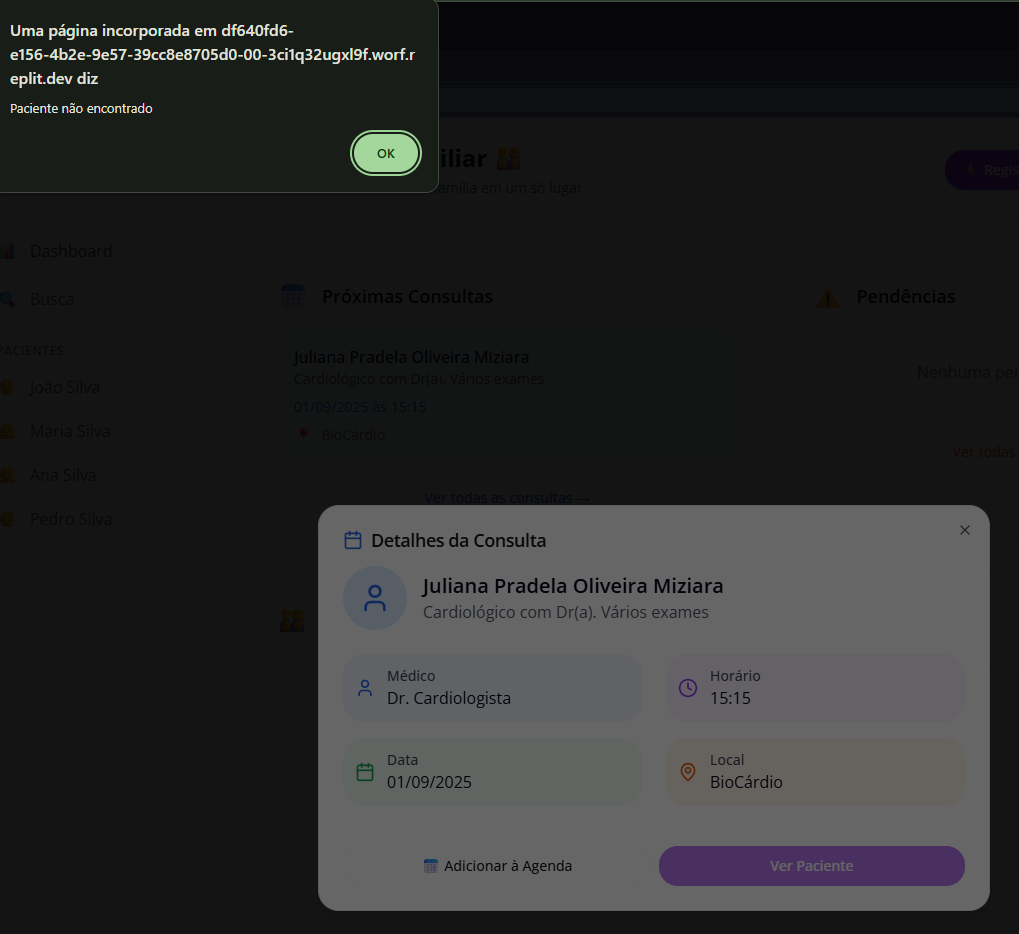 Uma página incorporada em df640fd6-
e156-4b2e-9e57-39cc8e8705d0-00-3ci1q32ugxl9f.worf.r
eplit.dev diz
Paciente não encontrado
OK
iliar
família em um só lugar
Regis
Dashboard
Busca
PACIENTES
João Silva
Maria Silva
Ana Silva
Pedro Silva
Próximas Consultas
Juliana Pradela Oliveira Miziara
Cardiológico com Dr(a). Vários exames
01/09/2025 às 15:15
BioCárdio
Ver todas as consultas →
Pendências
Nenhuma pen
Ver todas
Detalhes da Consulta
Juliana Pradela Oliveira Miziara
Cardiológico com Dr(a). Vários exames
Médico
Dr. Cardiologista
Horário
15:15
Data
01/09/2025
Local
BioCárdio
Adicionar à Agenda
Ver Paciente